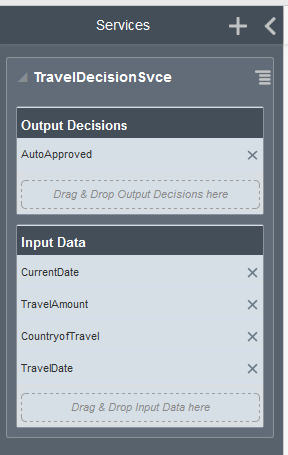 Services
TravelDecisionSvce
Output Decisions
AutoApproved
Drag & Drop Output Decisions here
Input Data
CurrentDate
TravelAmount
CountryofTravel
TravelDate
Drag & Drop Input Data here